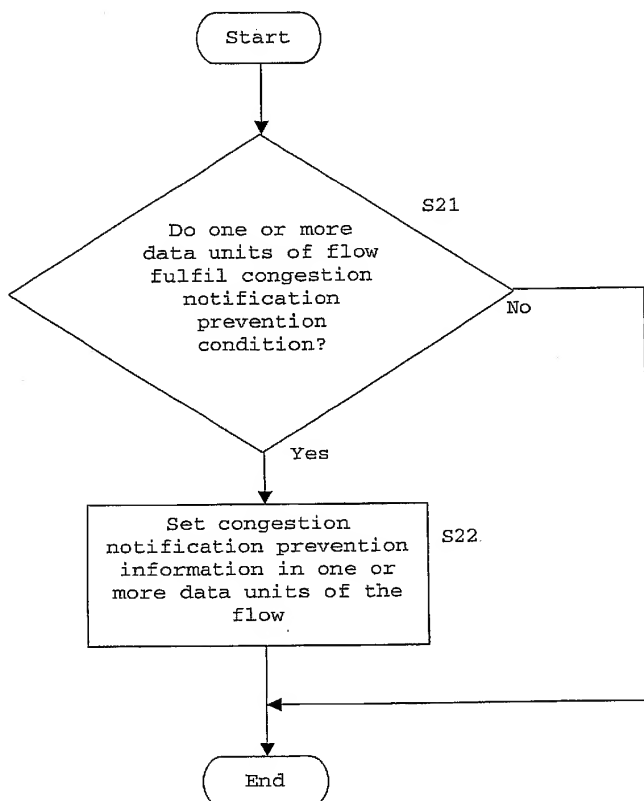 Start
S21
Do one or more
data units of flow
fulfil congestion
notification
prevention
condition?
No
Yes
Set congestion
notification prevention
information in one or
more data units of the
flow
S22
End